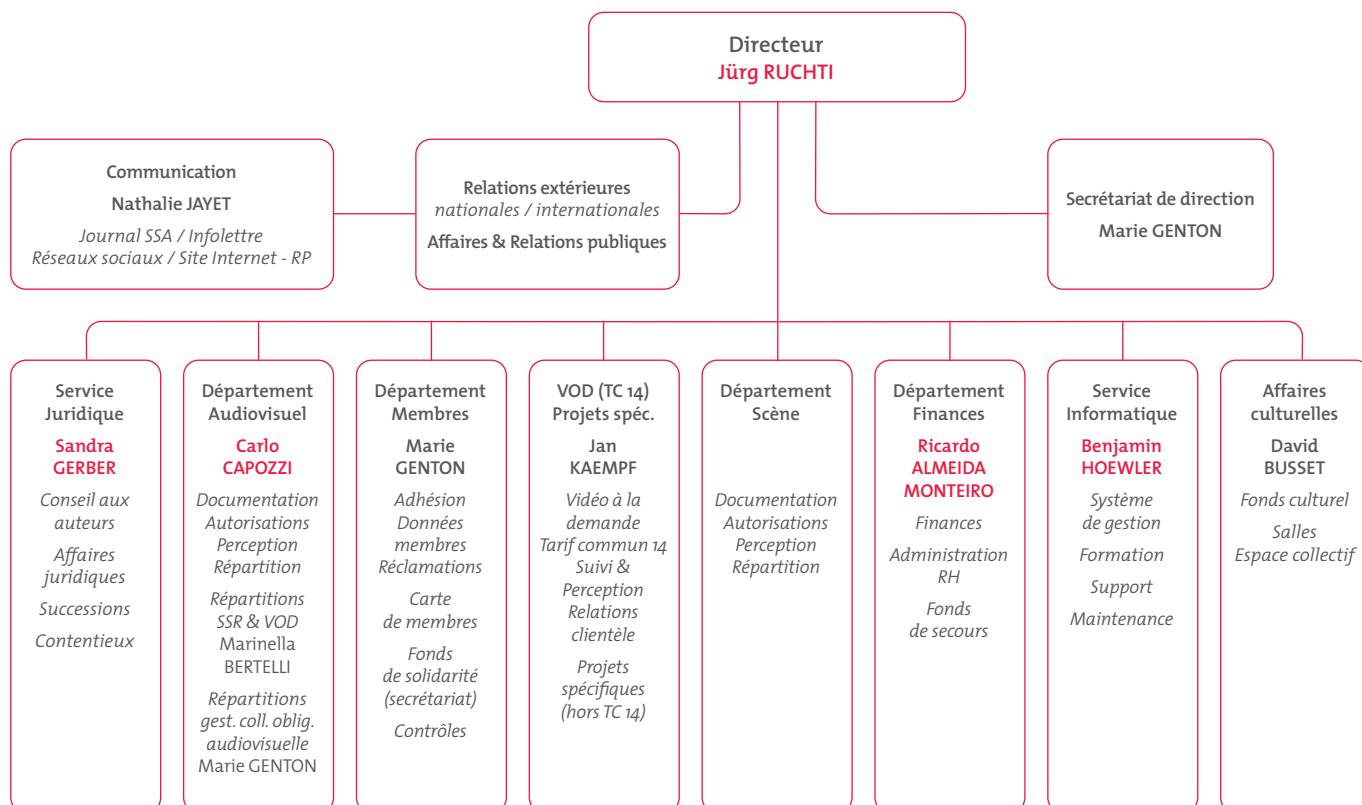 Directeur
Jürg RUCHTI
Communication
Nathalie JAYET
Journal SSA / Infolettre
Réseaux sociaux / Site Internet - RP
Relations extérieures
nationales / internationales
Affaires & Relations publiques
Secrétariat de direction
Marie GENTON
Service
Juridique
Sandra
GERBER
Conseil aux
auteurs
Affaires
juridiques
Successions
Contentieux
Département
Audiovisuel
Carlo
CAPOZZI
Documentation
Autorisations
Perception
Répartition
Répartitions
SSR & VOD
Marinella
BERTELLI
Répartitions
gest. coll. oblig.
audiovisuelle
Marie GENTON
Département
Membres
Marie
GENTON
Adhésion
Données
membres
Réclamations
Carte
de membres
Fonds
de solidarité
(secrétariat)
Contrôles
VOD (TC 14)
Projets spéc.
Jan
KAEMPF
Vidéo à la
demande
Tarif commun 14
Suivi &
Perception
Relations
clientèle
Projets
spécifiques
(hors TC 14)
Département
Scène
Documentation
Autorisations
Perception
Répartition
Département
Finances
Ricardo
ALMEIDA
MONTEIRO
Finances
Administration
RH
Fonds
de secours
Service
Informatique
Benjamin
HOEWLER
Système
de gestion
Formation
Support
Maintenance
Affaires
culturelles
David
BUSSET
Fonds culturel
Salles
Espace collectif